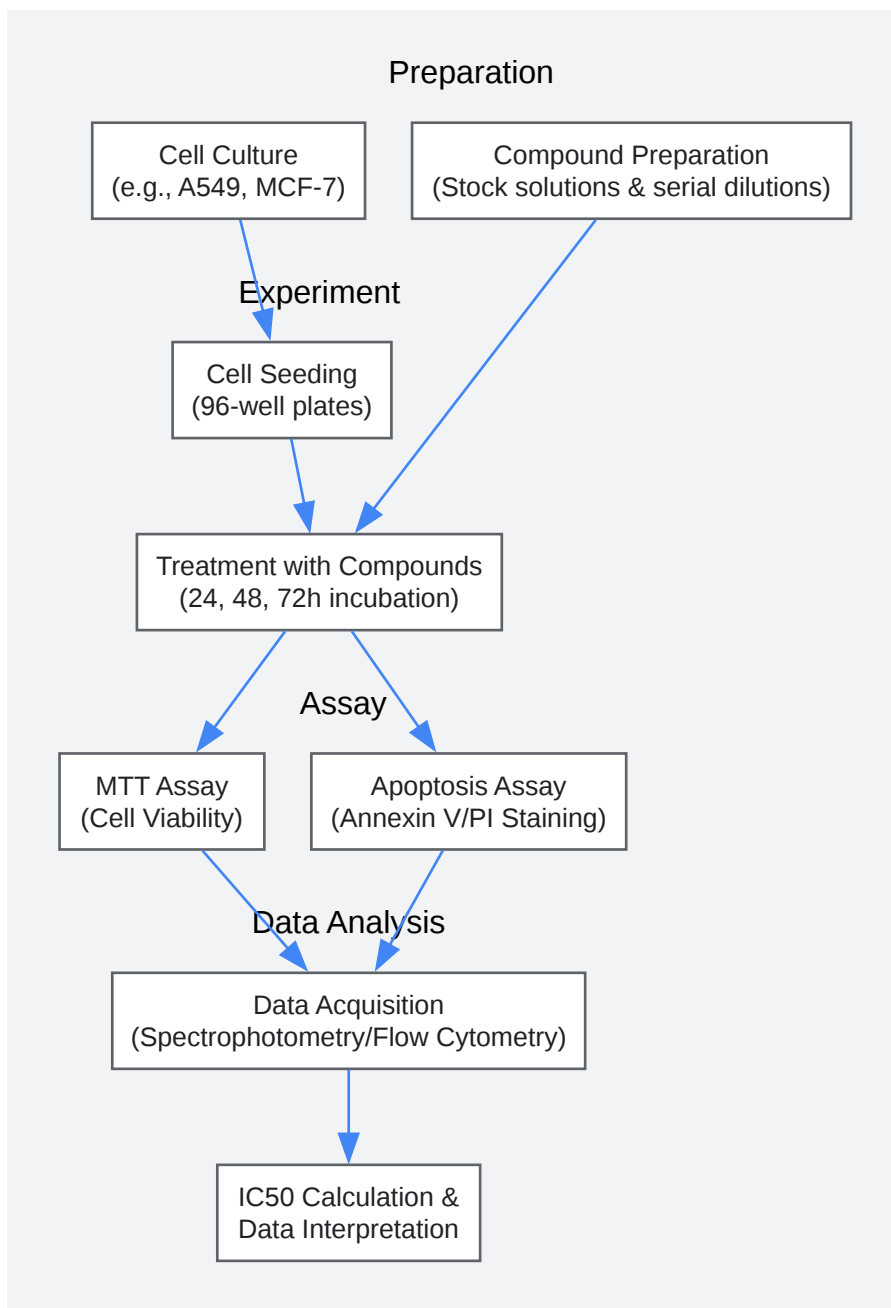 Preparation
Cell Culture
(e.g., A549, MCF-7)
Compound Preparation
(Stock solutions & serial dilutions)
Experiment
Cell Seeding
(96-well plates)
Treatment with Compounds
(24, 48, 72h incubation)
Assay
MTT Assay
(Cell Viability)
Apoptosis Assay
(Annexin V/PI Staining)
Data Analysis
Data Acquisition
(Spectrophotometry/Flow Cytometry)
IC50 Calculation &
Data Interpretation